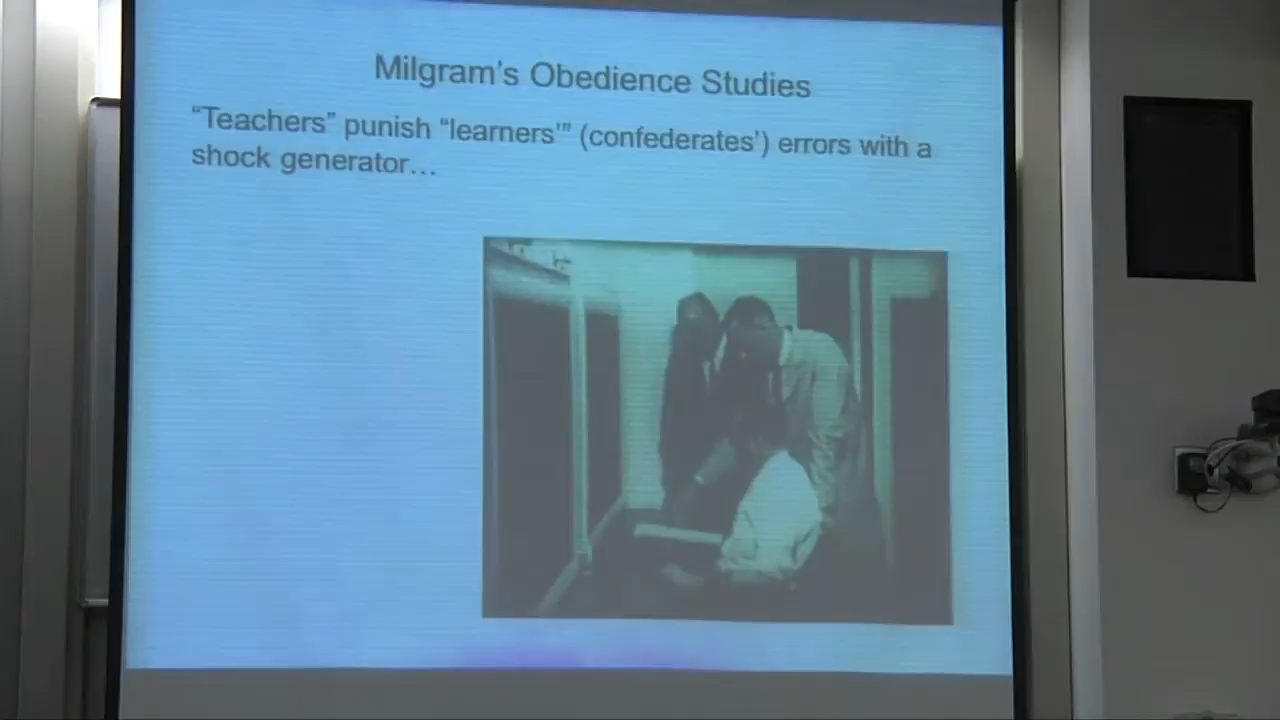 Milgram's Obedience Studies
“Teachers” punish “learners'” (confederates') errors with a
shock generator…